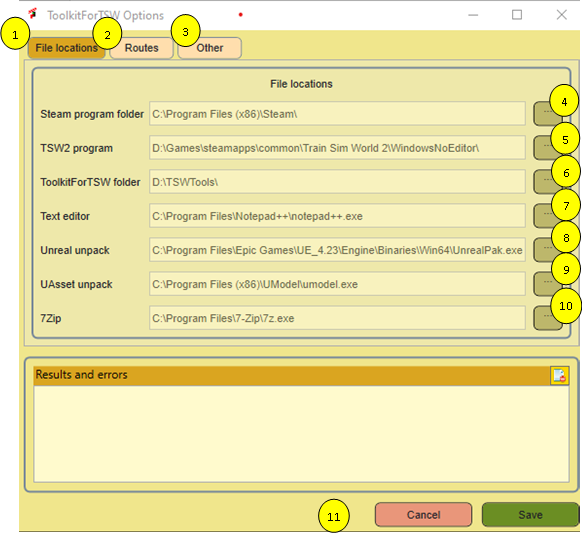 ToolkitForTSW Options
1 File locations 2 Routes 3 Other
File locations
Steam program folder C:\Program Files (x86)\Steam\ ... 4
TSW2 program D:\Games\steamapps\common\Train Sim World 2\WindowsNoEditor\ ... 5
ToolkitForTSW folder D:\TSWTools\ ... 6
Text editor C:\Program Files\Notepad++\notepad++.exe ... 7
Unreal unpack C:\Program Files\Epic Games\UE_4.23\Engine\Binaries\Win64\UnrealPak.exe ... 8
UAsset unpack C:\Program Files (x86)\UModel\umodel.exe ... 9
7Zip C:\Program Files\7-Zip\7z.exe ... 10
Results and errors
11 Cancel Save